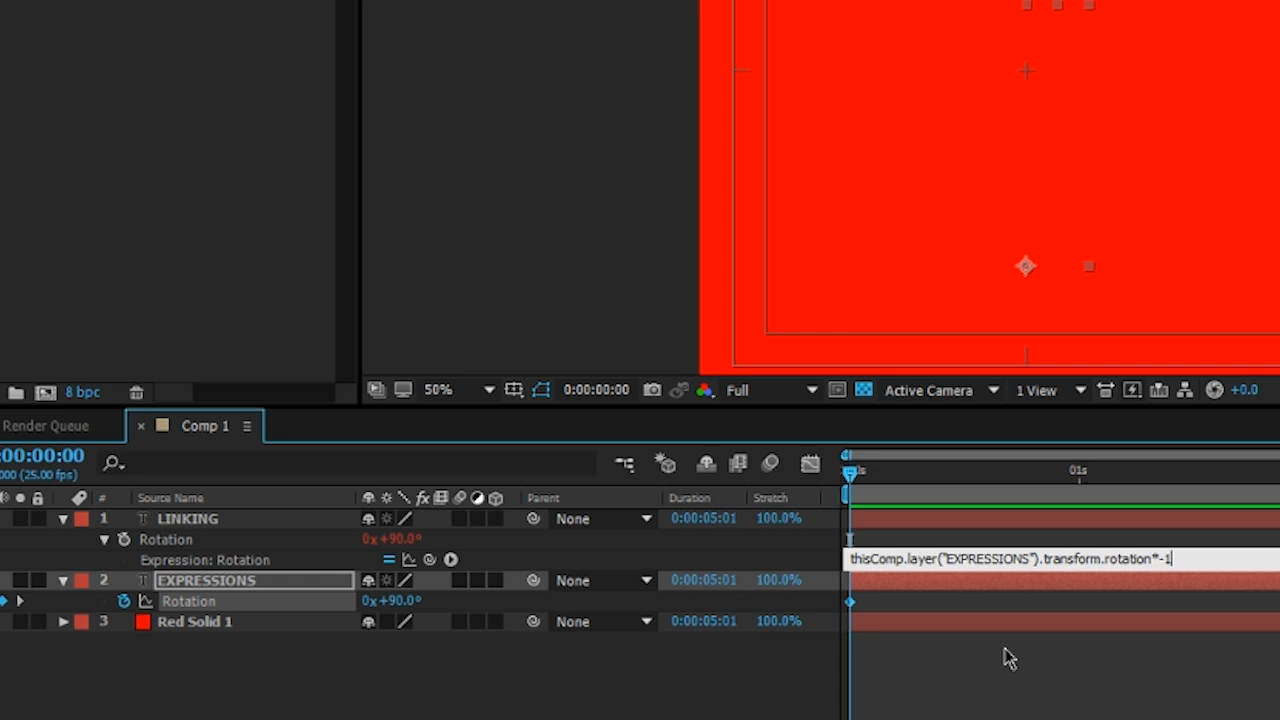 8 bpc
50%
0:00:00:00
Full
Active Camera
1 View
+0.0
Render Queue
× Comp 1
:00:00:00
000 (25.00 fps)
0s
01s
# Source Name
fx
Parent
Duration
Stretch
1 T LINKING
None
0:00:05:01
100.0%
Rotation
0x+90.0°
Expression: Rotation
thisComp.layer("EXPRESSIONS").transform.rotation*-1
2 T EXPRESSIONS
None
0:00:05:01
100.0%
Rotation
0x+90.0°
3 Red Solid 1
None
0:00:05:01
100.0%